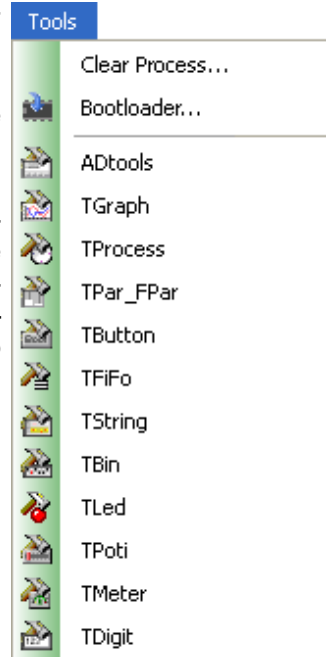 Tools
Clear Process...
Bootloader...
ADtools
TGraph
TProcess
TPar_FPar
TButton
TFiFo
TString
TBin
TLed
TPoti
TMeter
TDigit